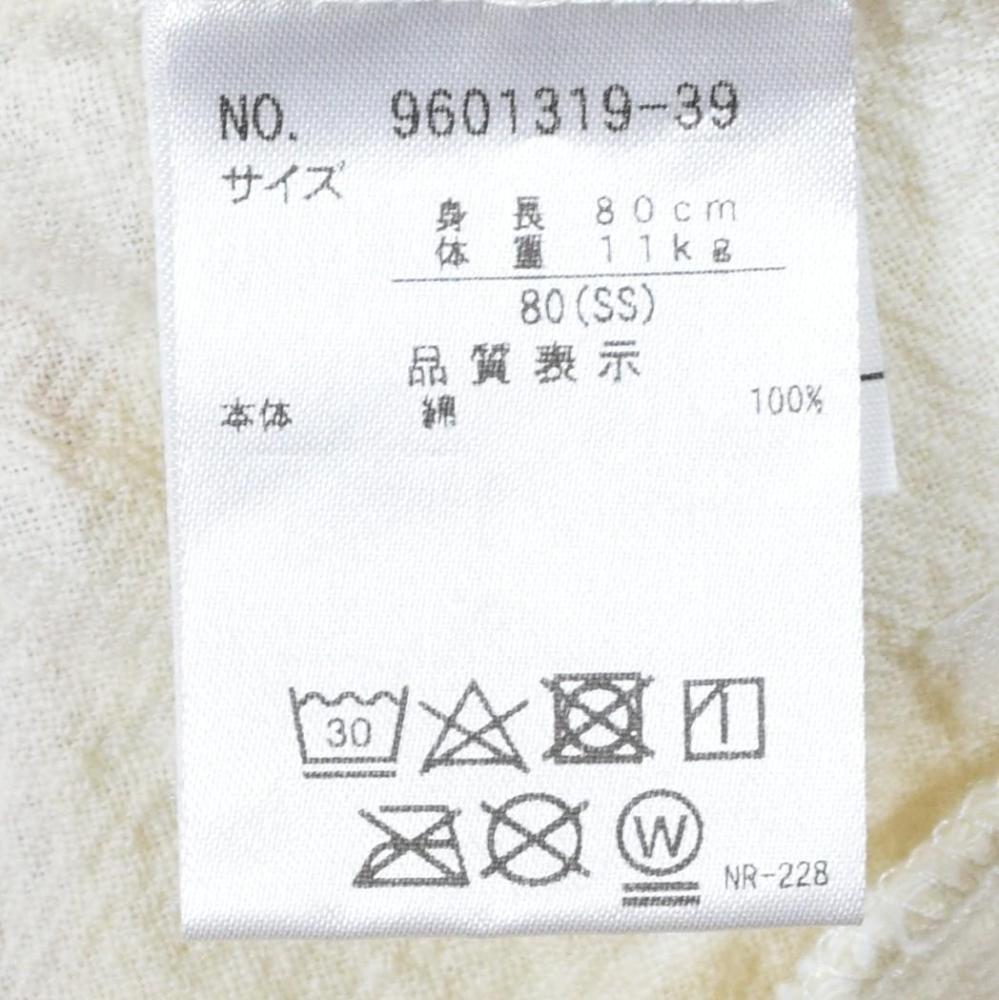 NO. 9601319-39
サイズ
身長 80cm
体重 11kg
80(SS)
品質表示
本体 綿 100%
30
W
NR-228